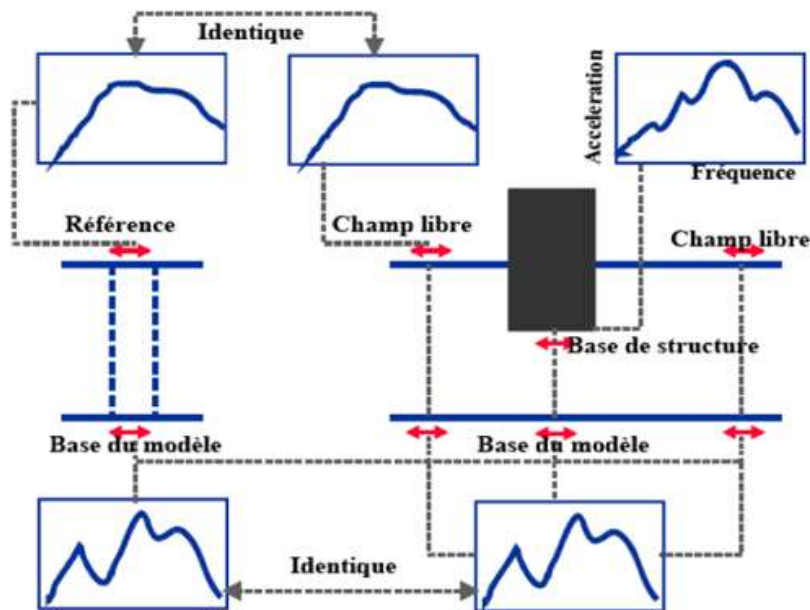 Identique
Acceleration
Fréquence
Référence
Champ libre
Champ libre
Base de structure
Base du modèle
Base du modèle
Identique